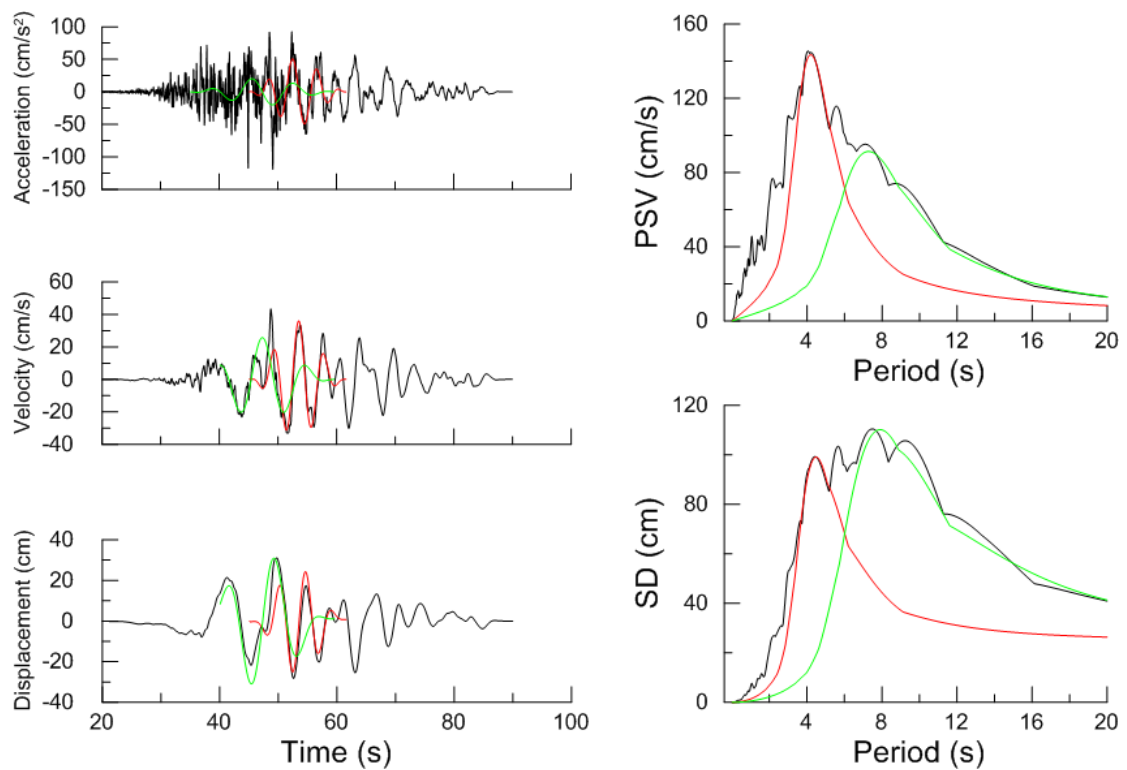 Acceleration (cm/s²)
100
50
0
-50
-100
-150
Velocity (cm/s)
60
40
20
0
-20
-40
Displacement (cm)
40
20
0
-20
-40
20 40 60 80 100
Time (s)
PSV (cm/s)
160
120
80
40
0
4 8 12 16 20
Period (s)
SD (cm)
120
80
40
0
4 8 12 16 20
Period (s)